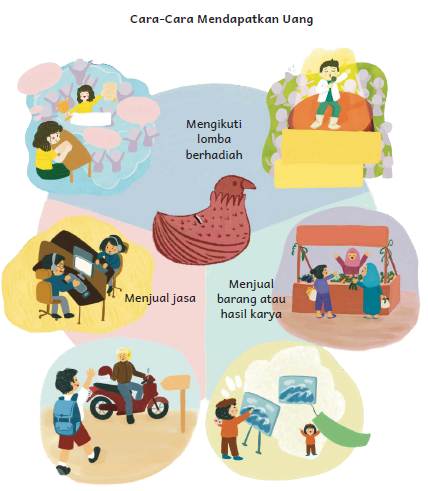 Cara-Cara Mendapatkan Uang
Mengikuti
lomba
berhadiah
Menjual jasa
Menjual
barang atau
hasil karya